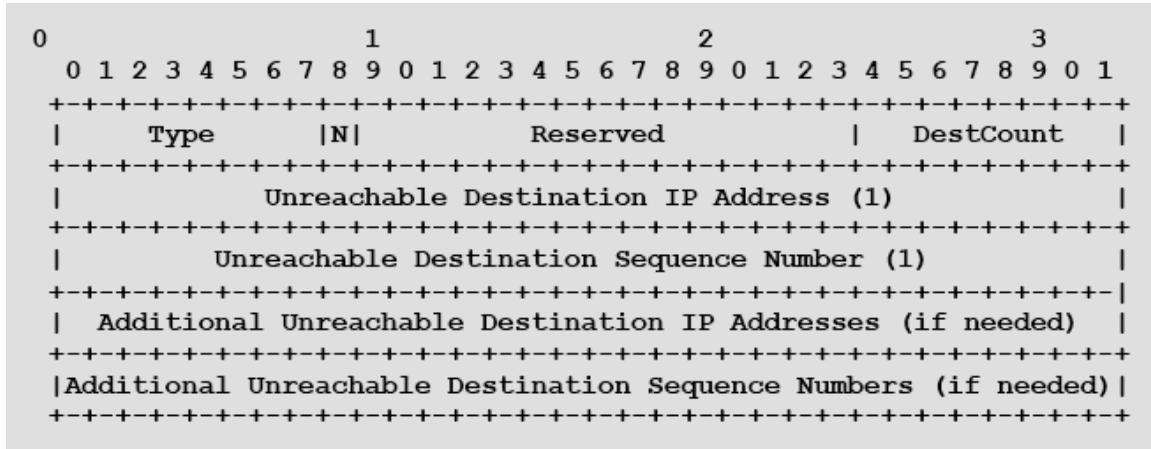 0                   1                   2                   3
  0 1 2 3 4 5 6 7 8 9 0 1 2 3 4 5 6 7 8 9 0 1 2 3 4 5 6 7 8 9 0 1
 +-+-+-+-+-+-+-+-+-+-+-+-+-+-+-+-+-+-+-+-+-+-+-+-+-+-+-+-+-+-+-+-+
 |     Type      |N|          Reserved           |   DestCount   |
 +-+-+-+-+-+-+-+-+-+-+-+-+-+-+-+-+-+-+-+-+-+-+-+-+-+-+-+-+-+-+-+-+
 |            Unreachable Destination IP Address (1)             |
 +-+-+-+-+-+-+-+-+-+-+-+-+-+-+-+-+-+-+-+-+-+-+-+-+-+-+-+-+-+-+-+-+
 |         Unreachable Destination Sequence Number (1)           |
 +-+-+-+-+-+-+-+-+-+-+-+-+-+-+-+-+-+-+-+-+-+-+-+-+-+-+-+-+-+-+-+-|
 |  Additional Unreachable Destination IP Addresses (if needed)  |
 +-+-+-+-+-+-+-+-+-+-+-+-+-+-+-+-+-+-+-+-+-+-+-+-+-+-+-+-+-+-+-+-+
 |Additional Unreachable Destination Sequence Numbers (if needed)|
 +-+-+-+-+-+-+-+-+-+-+-+-+-+-+-+-+-+-+-+-+-+-+-+-+-+-+-+-+-+-+-+-+